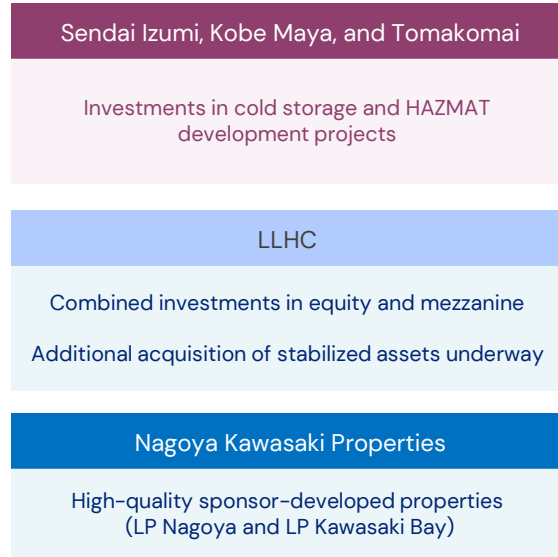 Sendai Izumi, Kobe Maya, and Tomakomai
Investments in cold storage and HAZMAT
development projects
LLHC
Combined investments in equity and mezzanine
Additional acquisition of stabilized assets underway
Nagoya Kawasaki Properties
High-quality sponsor-developed properties
(LP Nagoya and LP Kawasaki Bay)